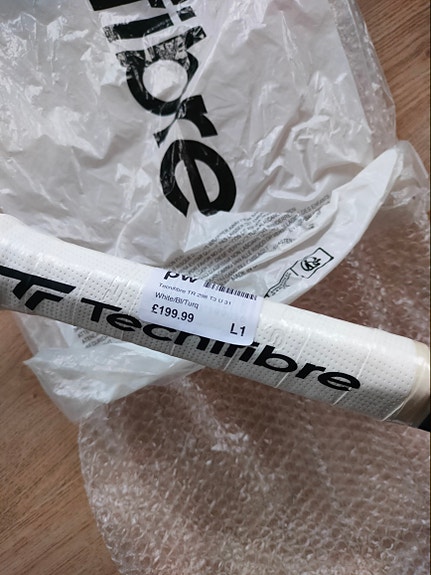 fibre
pw
Tecnifibre TR 298 T3 U 31
White/Bl/Turq
£199.99
L1
Tecnifibre